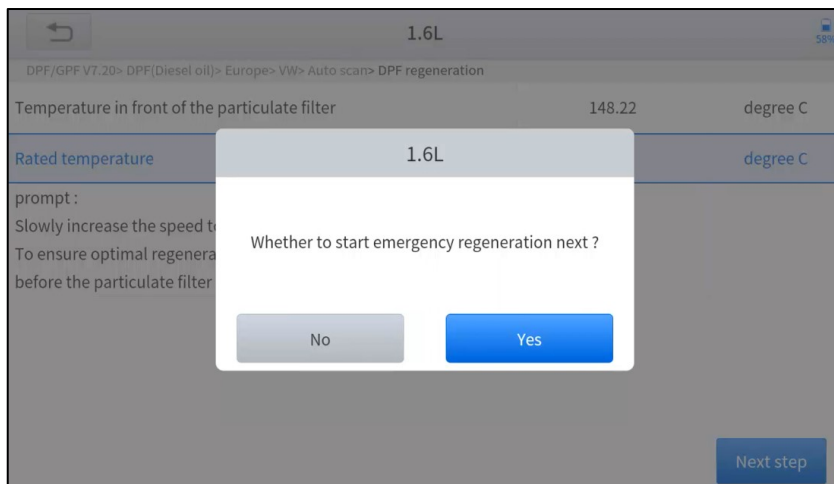 1.6L
58%
DPF/GPF V7.20> DPF(Diesel oil)> Europe> VW> Auto scan> DPF regeneration
Temperature in front of the particulate filter 148.22 degree C
Rated temperature degree C
1.6L
prompt :
Slowly increase the speed
To ensure optimal
before the particulate filter
Whether to start emergency regeneration next ?
No Yes
Next step